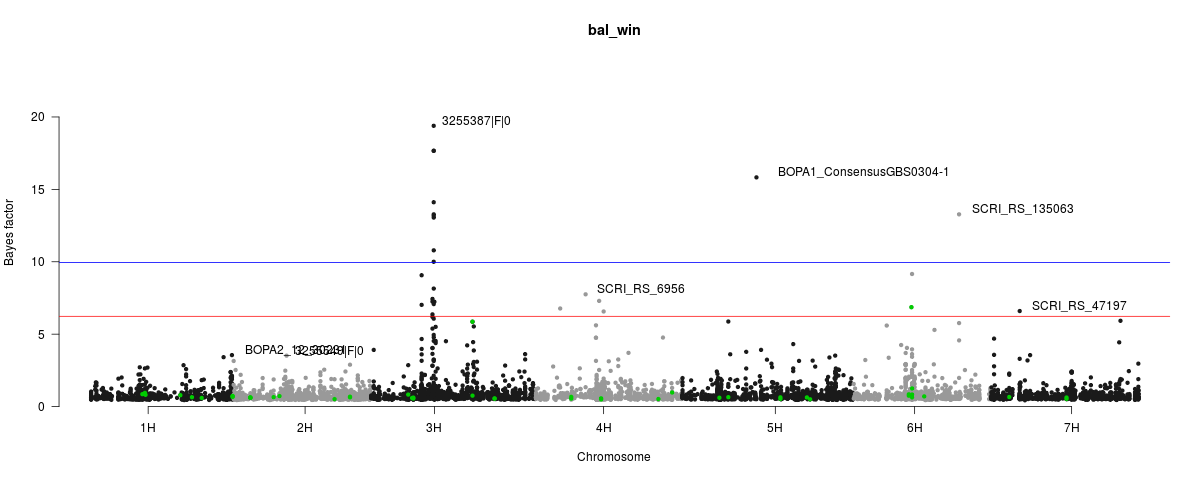 bal_win
20
15
10
5
0
Bayes factor
3255387|F|0
BOPA1_ConsensusGBS0304-1
SCRI_RS_135063
SCRI_RS_6956
SCRI_RS_47197
1H
2H
3H
4H
5H
6H
7H
Chromosome